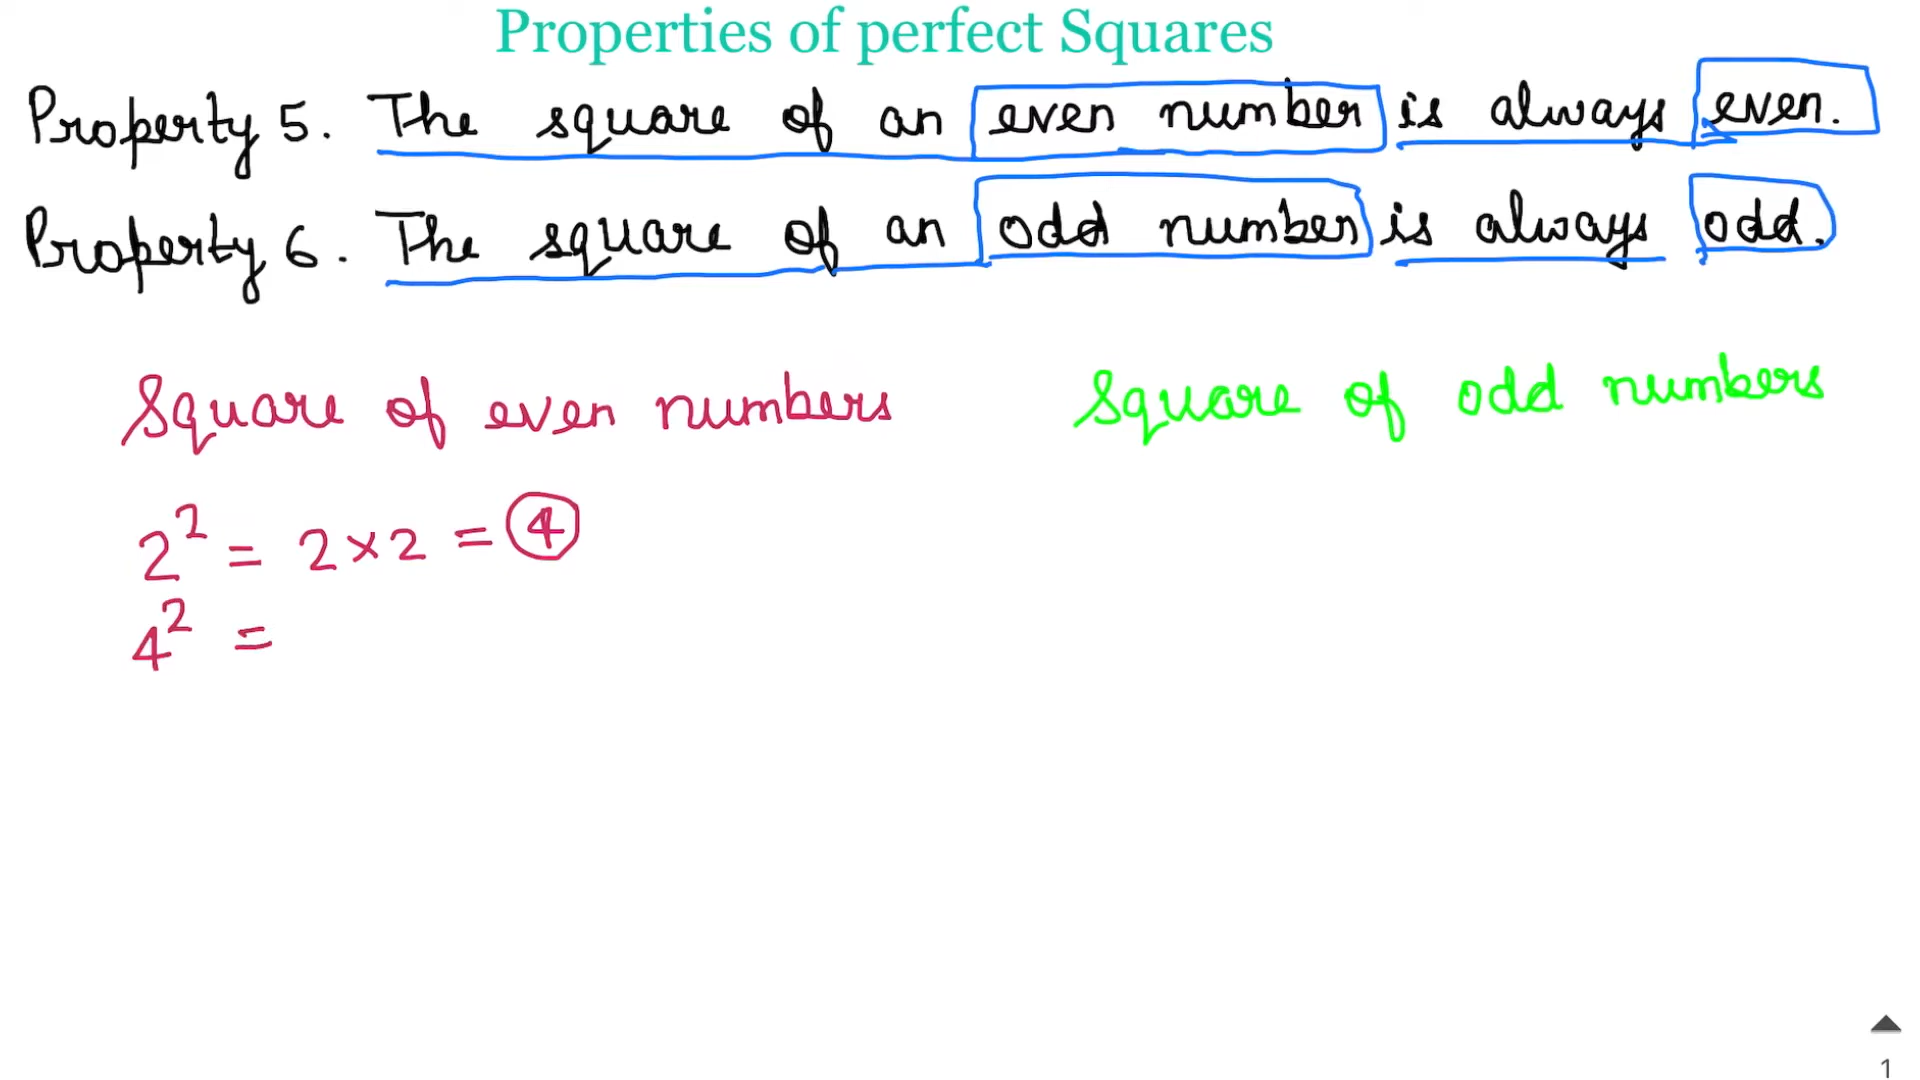 Properties of perfect Squares
Property 5. The square of an even number is always even.
Property 6. The square of an odd number is always odd.
Square of even numbers
Square of odd numbers
2² = 2×2 = 4
4² =
1